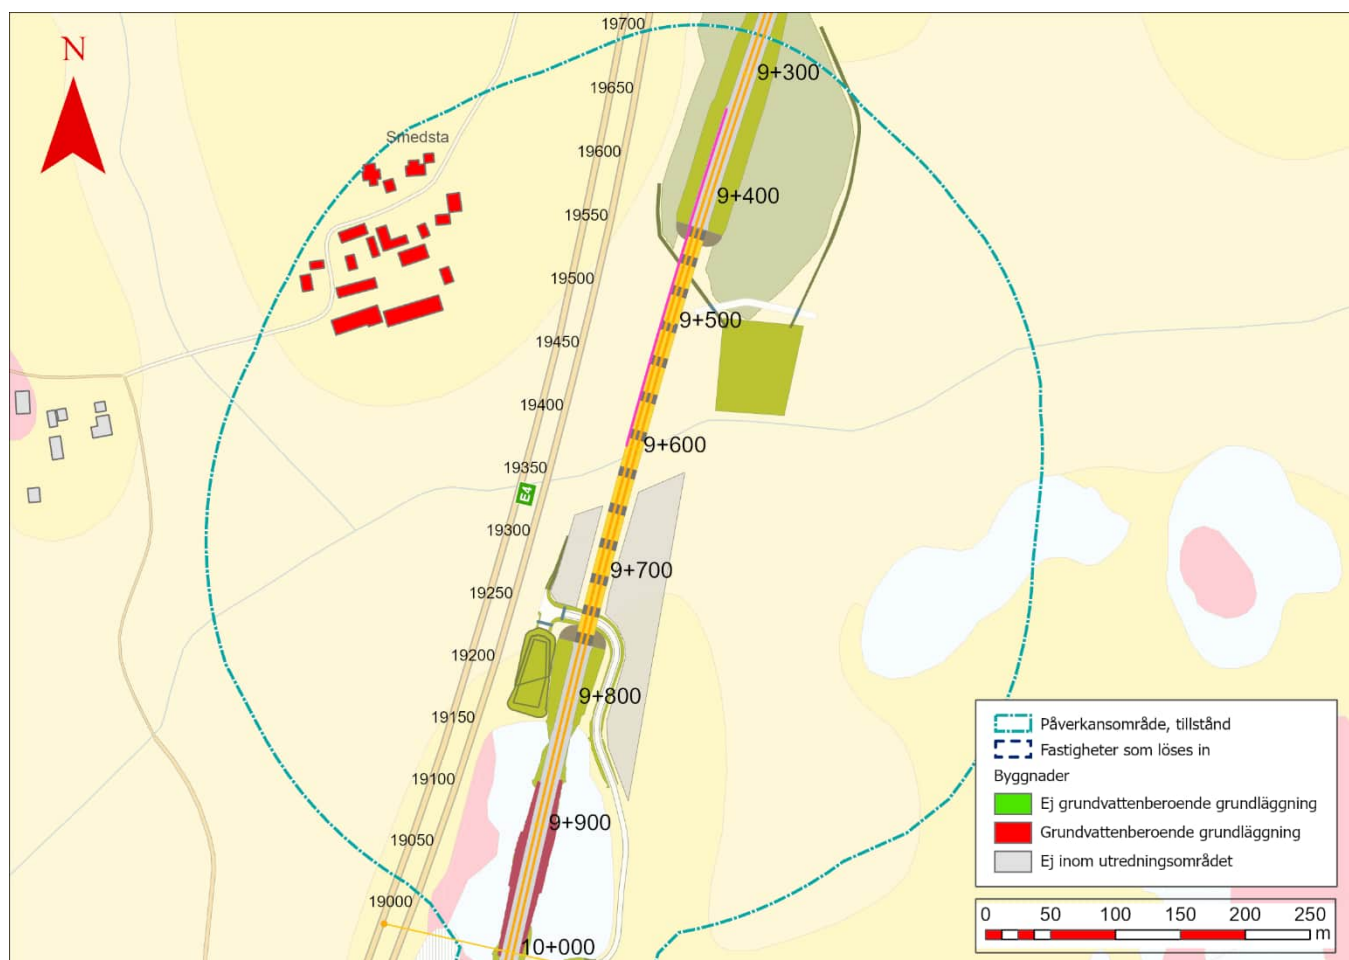 N
Smedsta
19700
19650
19600
19550
19500
19450
19400
19350
E4
19300
19250
19200
19150
19100
19050
19000
9+300
9+400
9+500
9+600
9+700
9+800
9+900
10+000
Påverkansområde, tillstånd
Fastigheter som löses in
Byggnader
Ej grundvattenberoende grundläggning
Grundvattenberoende grundläggning
Ej inom utredningsområdet
0 50 100 150 200 250
m